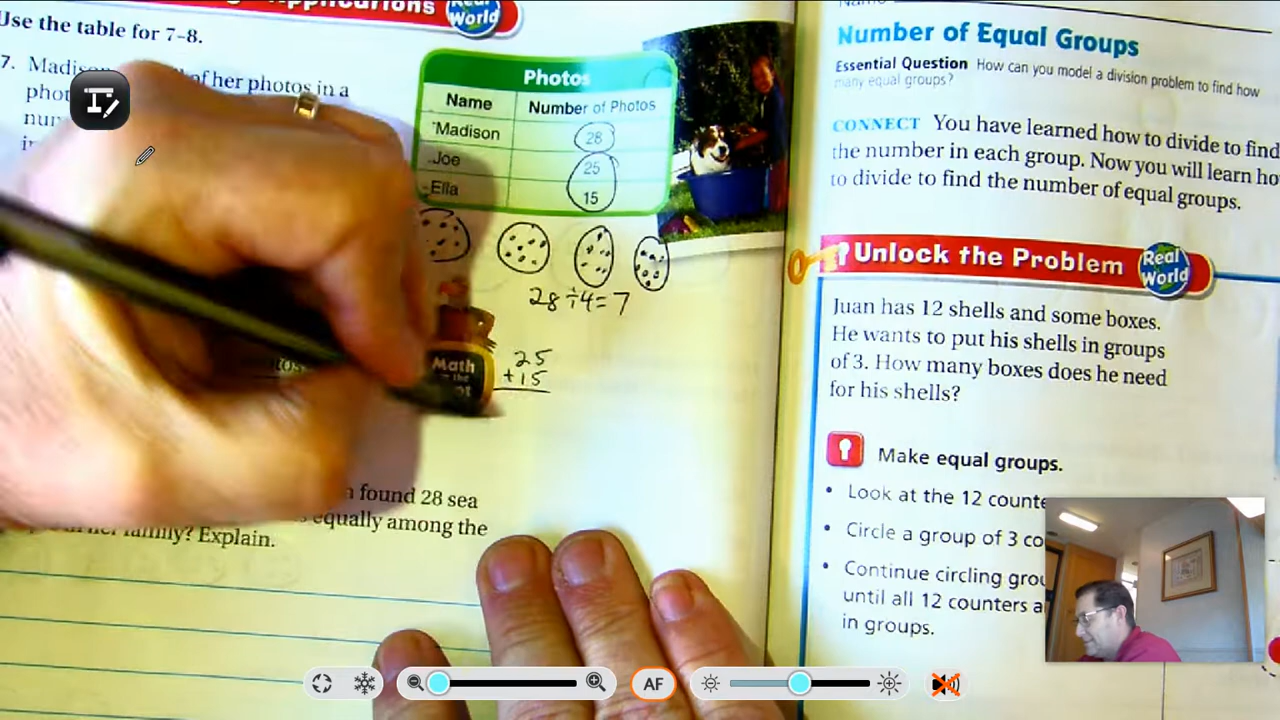 Applications
Real World
Use the table for 7–8.
7. of her photos in a
Photos
Name Number of Photos
Madison 28
Joe 25
Ella 15
28 ÷ 4 = 7
Math
25
+15
found 28 sea
equally among the
family? Explain.
Number of Equal Groups
Essential Question How can you model a division problem to find how
many equal groups?
CONNECT You have learned how to divide to find
the number in each group. Now you will learn
to divide to find the number of equal groups.
Unlock the Problem
Real World
Juan has 12 shells and some boxes.
He wants to put his shells in groups
of 3. How many boxes does he need
for his shells?
Make equal groups.
• Look at the 12
• Circle a group of 3
• Continue circling
until all 12 counters
in groups.
AF